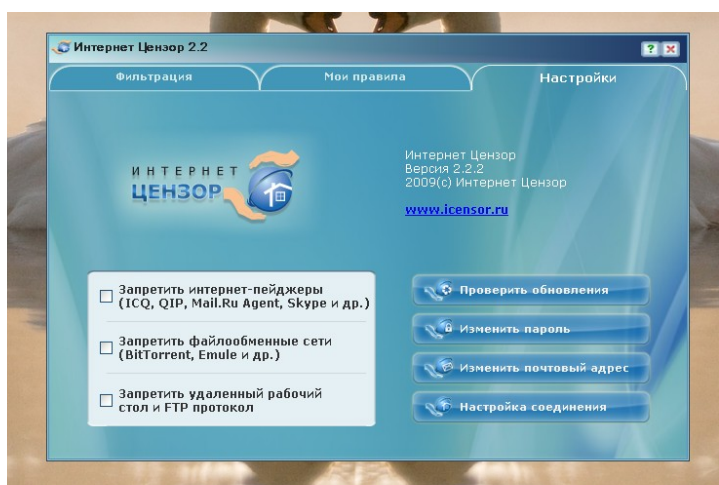 Интернет Цензор 2.2
Фильтрация
Мои правила
Настройки
ИНТЕРНЕТ
ЦЕНЗОР
Интернет Цензор
Версия 2.2.2
2009(с) Интернет Цензор
www.icensor.ru
Запретить интернет-пейджеры
(ICQ, QIP, Mail.Ru Agent, Skype и др.)
Запретить файлообменные сети
(BitTorrent, Emule и др.)
Запретить удаленный рабочий
стол и FTP протокол
Проверить обновления
Изменить пароль
Изменить почтовый адрес
Настройка соединения